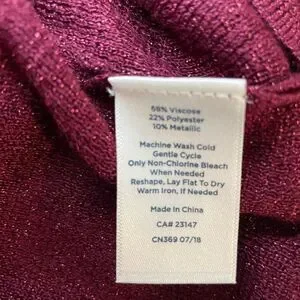 68% Viscose
22% Polyester
10% Metallic
Machine Wash Cold
Gentle Cycle
Only Non-Chlorine Bleach
When Needed
Reshape, Lay Flat To Dry
Warm Iron, If Needed
Made in China
CA# 23147
CN369 07/18